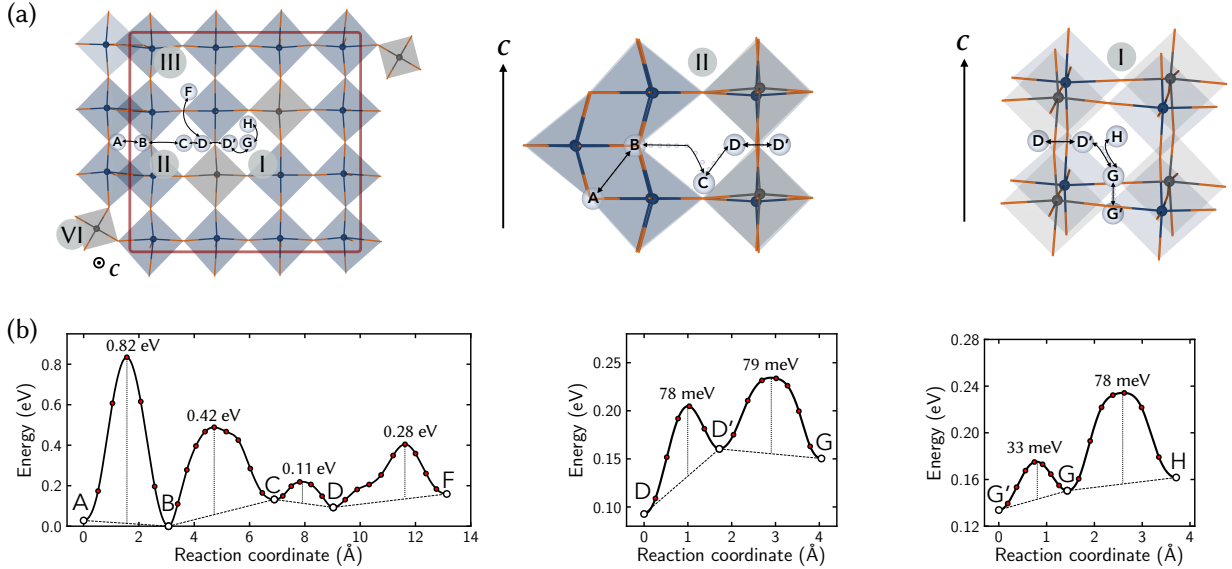 (a)
III
F
H
A B C D D' G
II I
VI
c
c
II
B D D'
C
A
c
I
D D' H
G
G'
(b)
Energy (eV)
0.8
0.6
0.4
0.2
0.0
0.82 eV
0.42 eV
0.28 eV
0.11 eV
A B C D F
0 2 4 6 8 10 12 14
Reaction coordinate (Å)
Energy (eV)
0.25
0.20
0.15
0.10
78 meV
79 meV
D D' G
0 1 2 3 4
Reaction coordinate (Å)
Energy (eV)
0.28
0.24
0.20
0.16
0.12
78 meV
33 meV
G' G H
0 1 2 3 4
Reaction coordinate (Å)